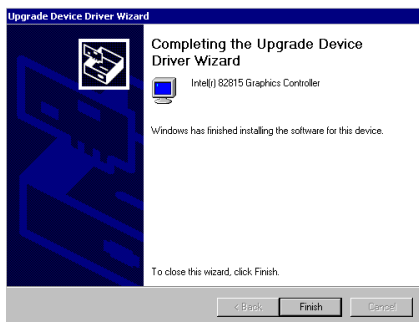 Upgrade Device Driver Wizard
Completing the Upgrade Device
Driver Wizard
Intel(r) 82815 Graphics Controller
Windows has finished installing the software for this device.
To close this wizard, click Finish.
< Back
Finish
Cancel